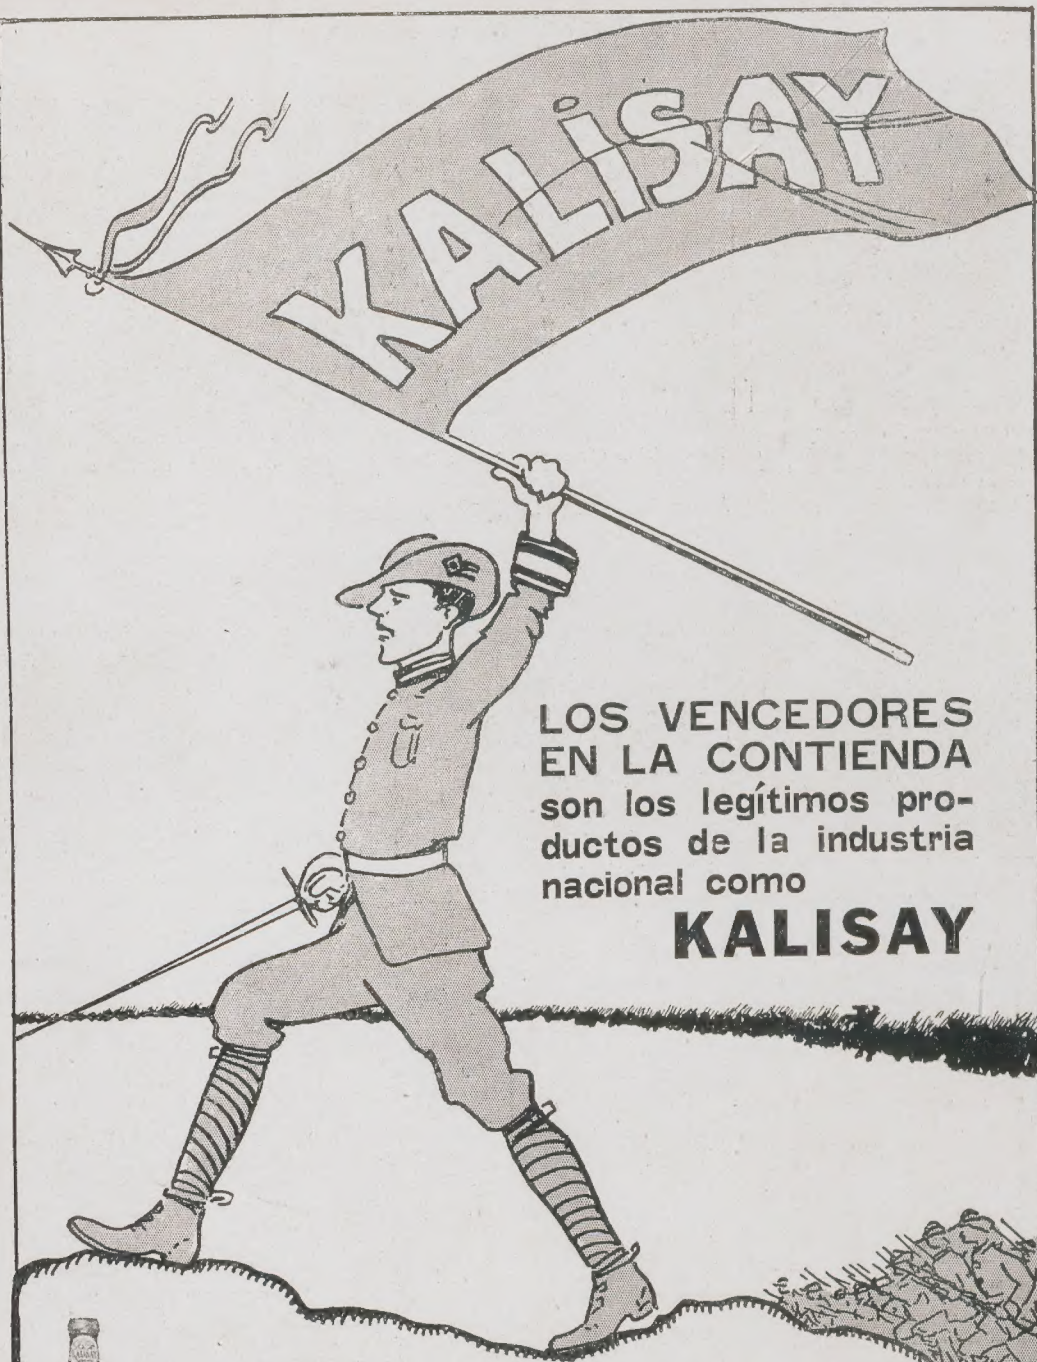 KALISAY
LOS VENCEDORES
EN LA CONTIENDA
son los legítimos pro-
ductos de la industria
nacional como
KALISAY